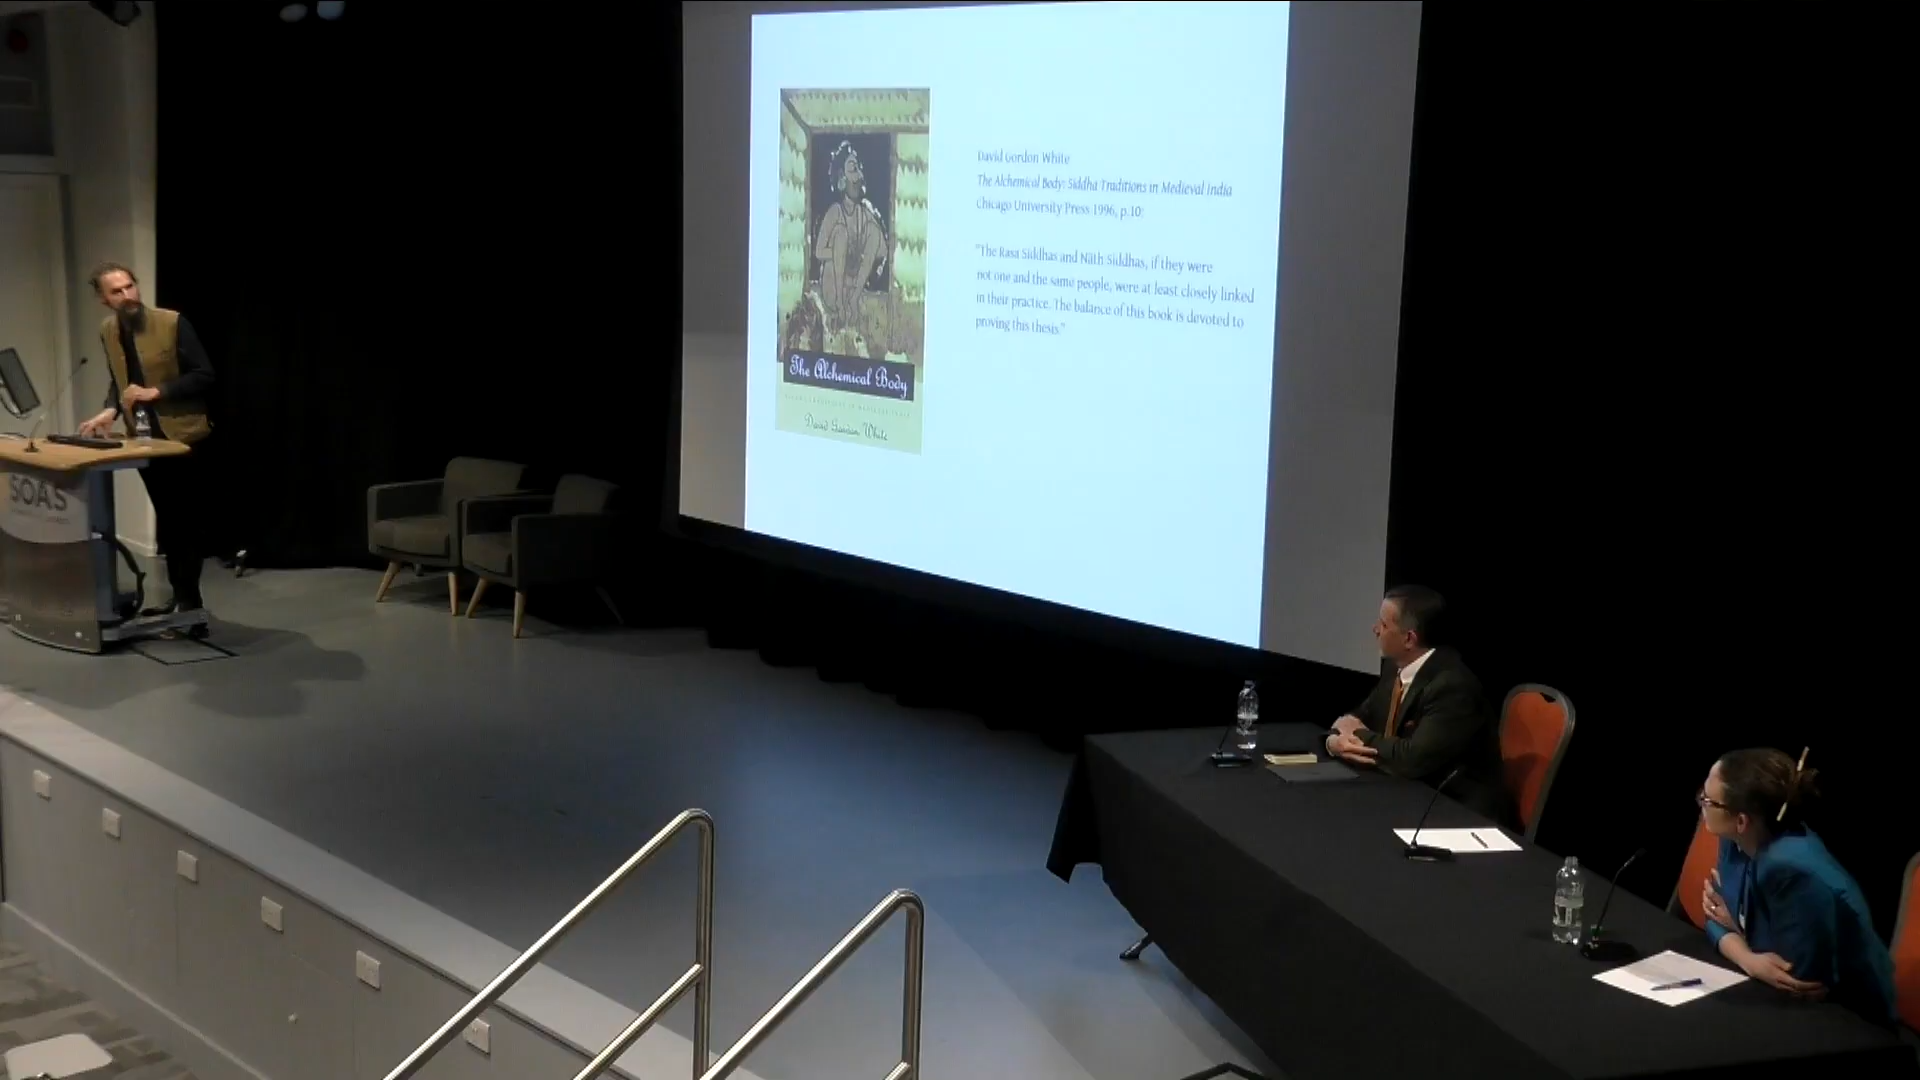 David Gordon White
The Alchemical Body: Siddha Traditions in Medieval India
Chicago University Press 1996, p.10:
"The Rasa Siddhas and Nāth Siddhas, if they were
not one and the same people, were at least closely linked
in their practice. The balance of this book is devoted to
proving this thesis."
The Alchemical Body
David Gordon White
SOAS